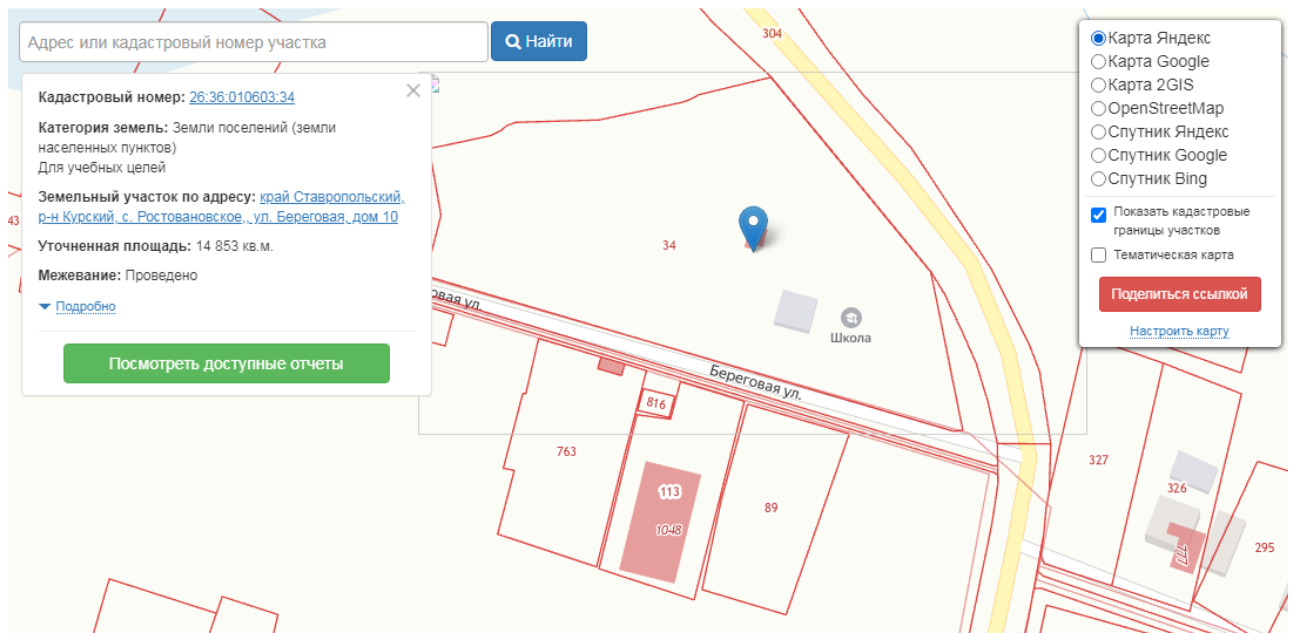 Адрес или кадастровый номер участка
Найти
Кадастровый номер: 26:36:010603:34
Категория земель: Земли поселений (земли
населенных пунктов)
Для учебных целей
Земельный участок по адресу: край Ставропольский,
р-н Курский, с. Ростовановское,, ул. Береговая, дом 10
Уточненная площадь: 14 853 кв.м.
Межевание: Проведено
Подробно
Посмотреть доступные отчеты
Карта Яндекс
Карта Google
Карта 2GIS
OpenStreetMap
Спутник Яндекс
Спутник Google
Спутник Bing
Показать кадастровые
границы участков
Тематическая карта
Поделиться ссылкой
Настроить карту
304
43
34
Школа
овая ул.
Береговая ул.
816
763
113
1048
89
327
326
777
295